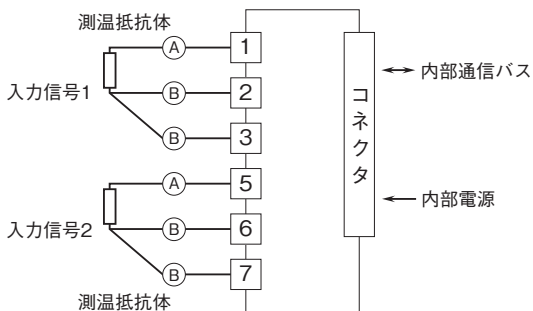 測温抵抗体
入力信号1
A 1
B 2
B 3
A 5
入力信号2
B 6
B 7
測温抵抗体
コネクタ
内部通信バス
内部電源